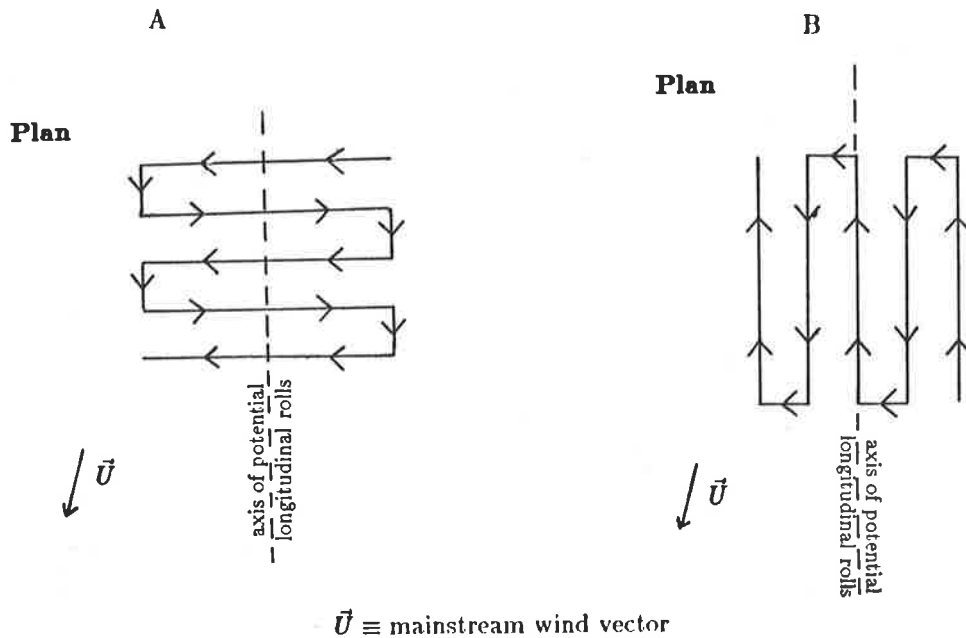 A
B
Plan
Plan
axis of potential
longitudinal rolls
axis of potential
longitudinal rolls
U⃗
U⃗
U⃗ ≡ mainstream wind vector